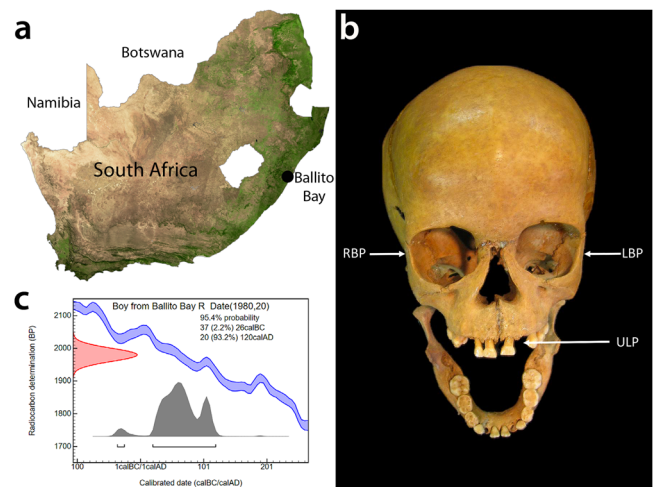 a
Botswana
Namibia
South Africa
Ballito
Bay
b
RBP
LBP
ULP
c
Boy from Ballito Bay R_Date(1980,20)
95.4% probability
37 (2.2%) 26calBC
20 (93.2%) 120calAD
Radiocarbon determination (BP)
2100
2000
1900
1800
1700
100
1calBC/1calAD
101
201
Calibrated date (calBC/calAD)